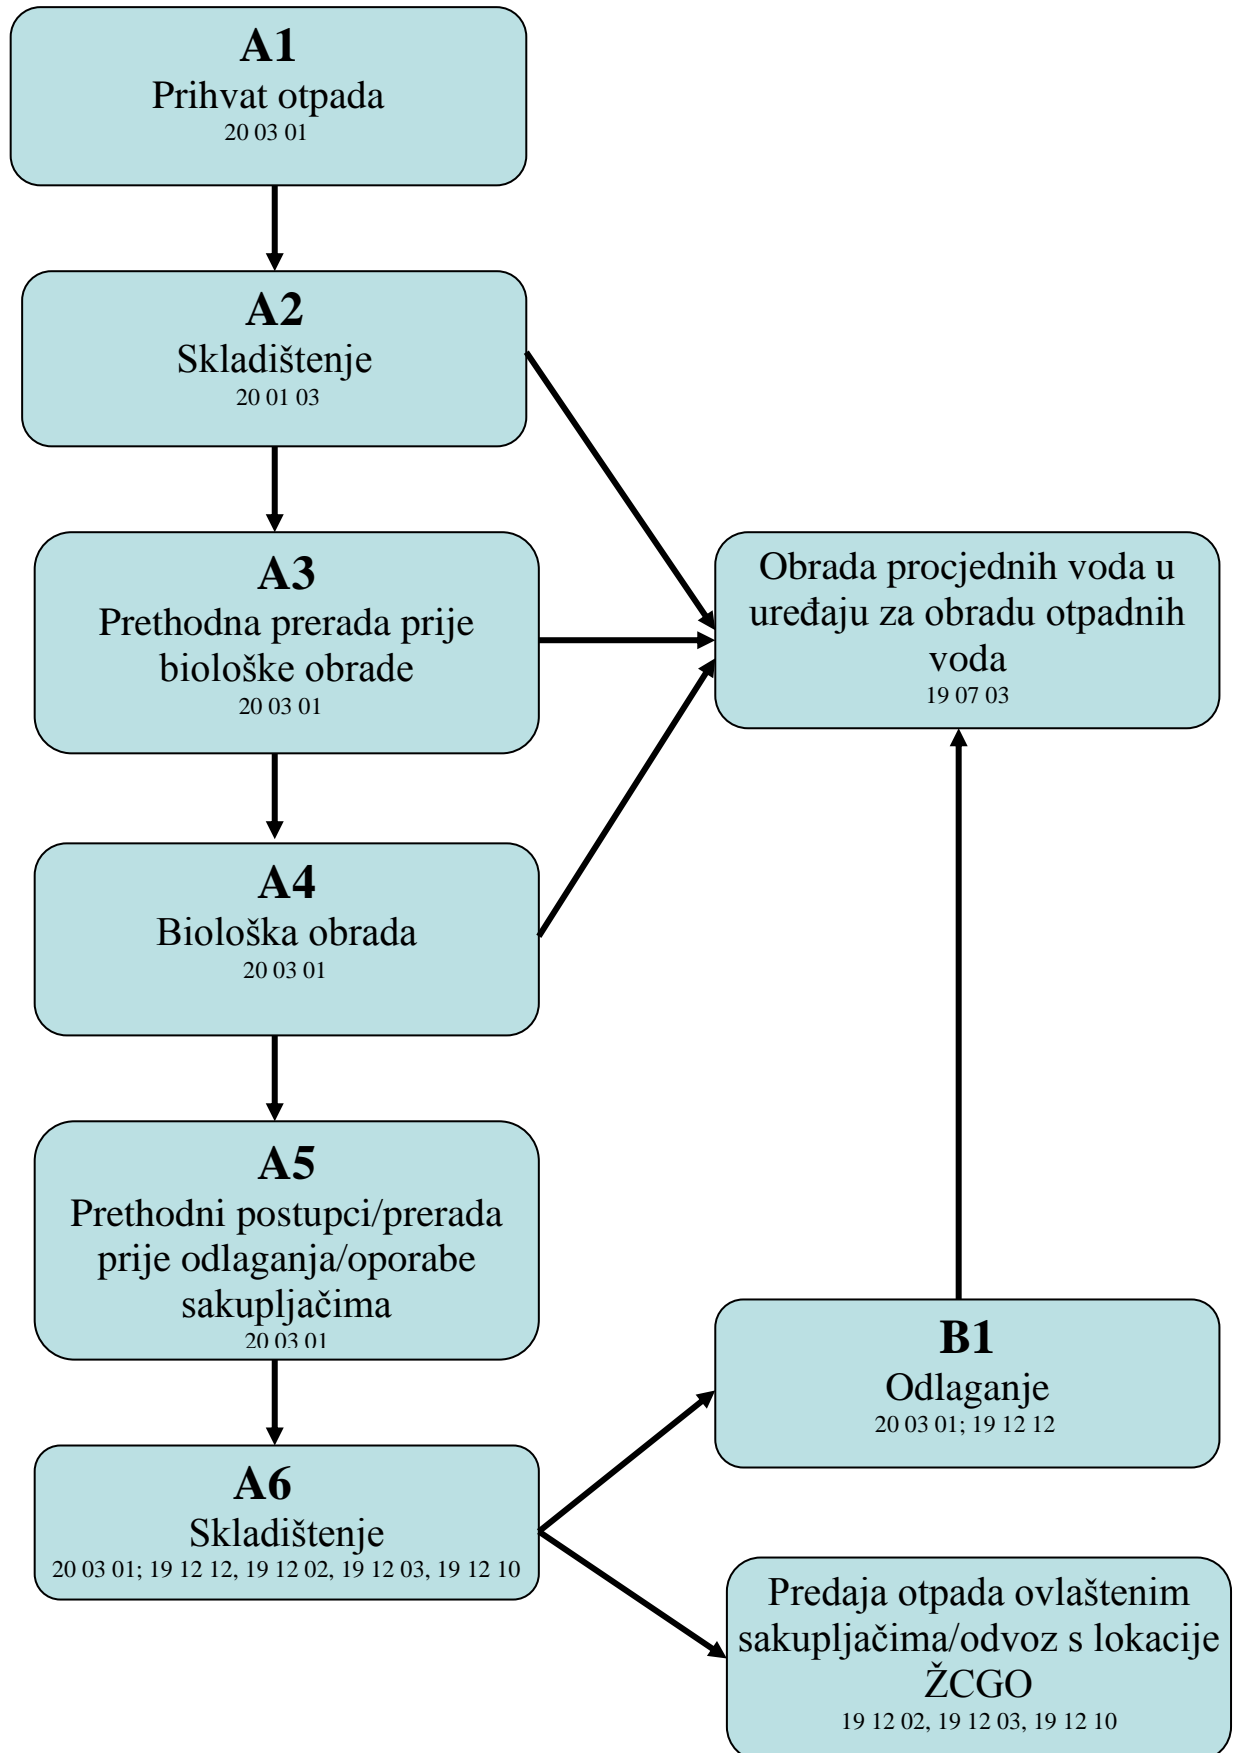 A1
Prihvat otpada
20 03 01
A2
Skladištenje
20 01 03
A3
Prethodna prerada prije
biološke obrade
20 03 01
Obrada procjednih voda u
uređaju za obradu otpadnih
voda
19 07 03
A4
Biološka obrada
20 03 01
A5
Prethodni postupci/prerada
prije odlaganja/oporabe
sakupljačima
20 03 01
B1
Odlaganje
20 03 01; 19 12 12
A6
Skladištenje
20 03 01; 19 12 12, 19 12 02, 19 12 03, 19 12 10
Predaja otpada ovlaštenim
sakupljačima/odvoz s lokacije
ŽCGO
19 12 02, 19 12 03, 19 12 10